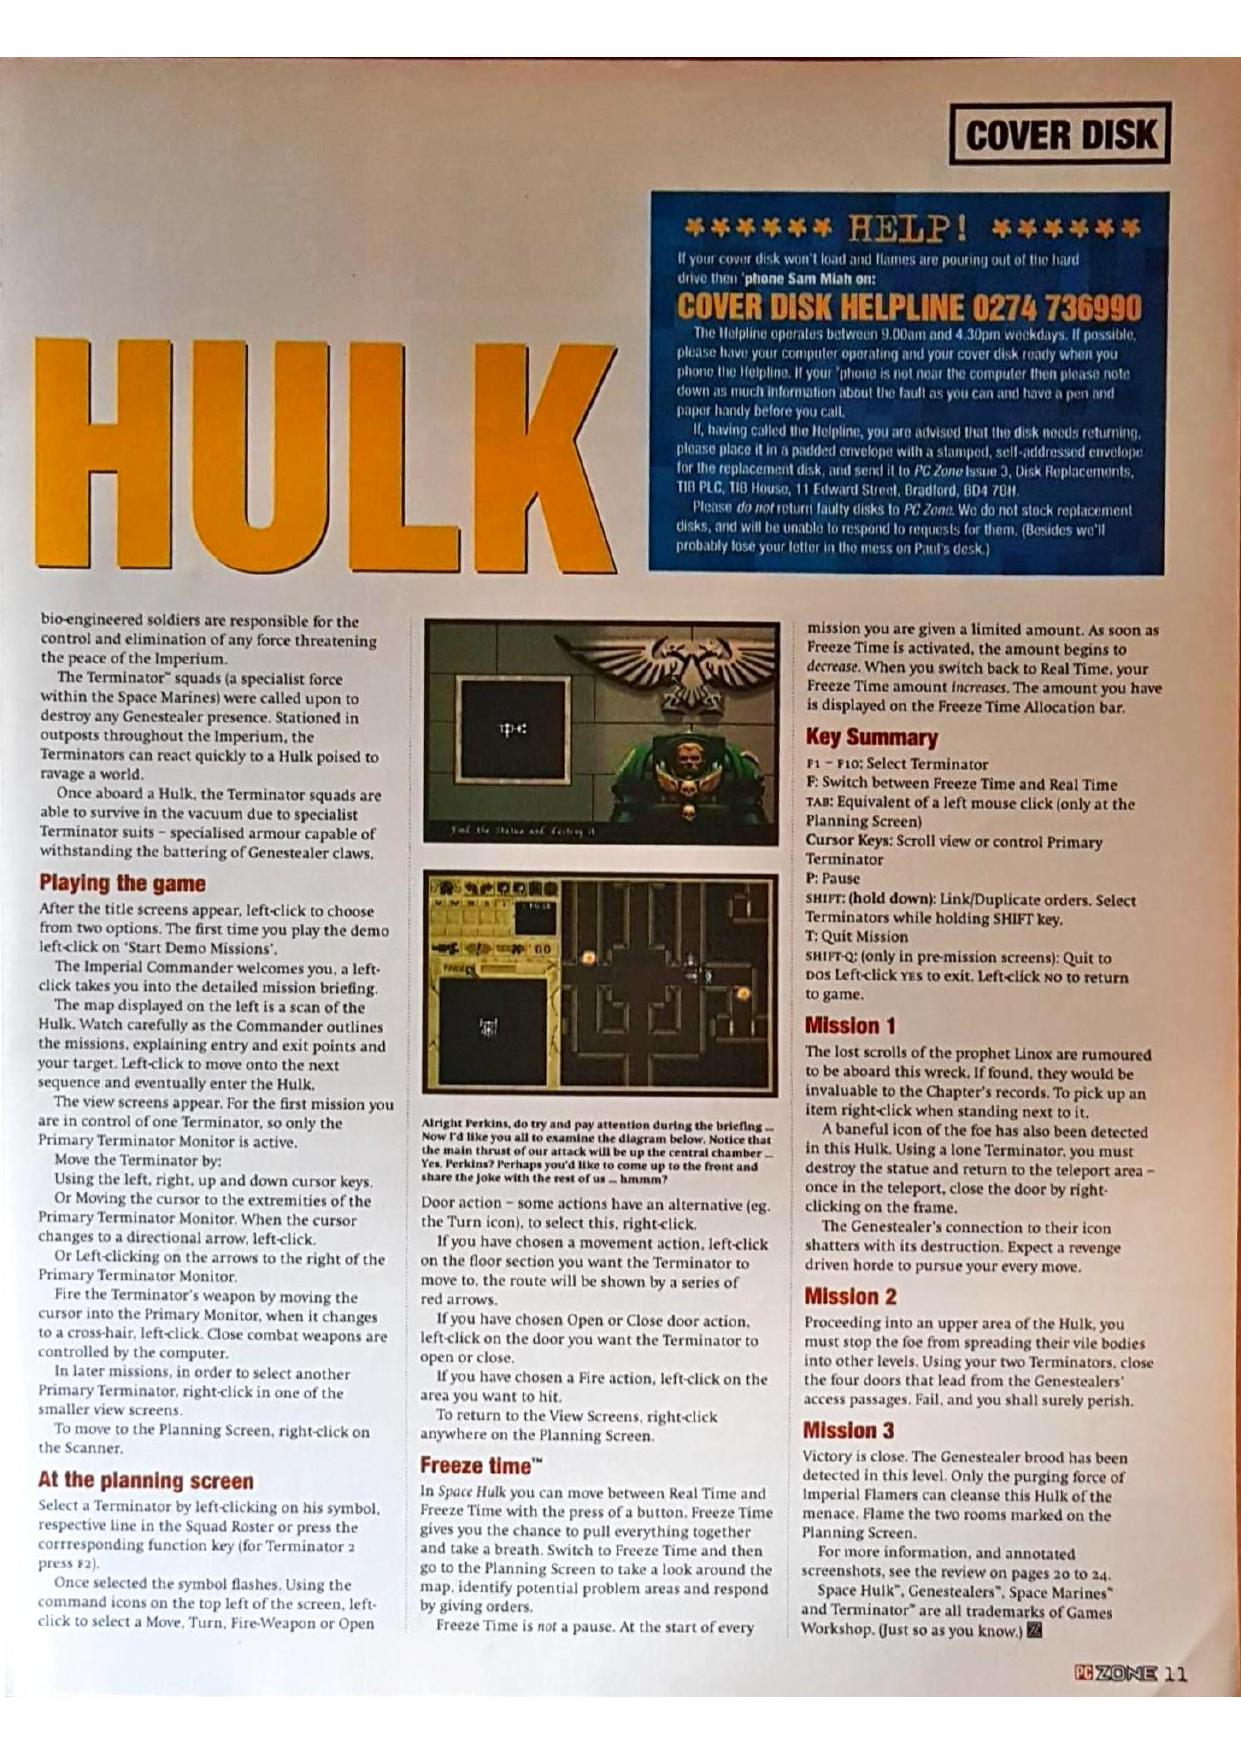 COVER DISK
HELP!
If your cover disk won't load and flames are pouring out of the hard
drive then 'phone Sam Miah on:
COVER DISK HELPLINE 0274 736990
The Helpline operates between 9.00am and 4.30pm weekdays. If possible,
please have your computer operating and your cover disk ready when you
phone the Helpline. If your 'phone is not near the computer then please note
down as much information about the fault as you can and have a pen and
paper handy before you call.
If, having called the Helpline, you are advised that the disk needs returning,
please place it in a padded envelope with a stamped, self-addressed envelope
for the replacement disk, and send it to PC Zone Issue 3, Disk Replacements,
TIB PLC, TIB House, 11 Edward Street, Bradford, BD4 7BH.
Please do not return faulty disks to PC Zone. We do not stock replacement
disks, and will be unable to respond to requests for them. (Besides we'll
probably lose your letter in the mess on Paul's desk.)
HULK
bio-engineered soldiers are responsible for the
control and elimination of any force threatening
the peace of the Imperium.
The Terminator™ squads (a specialist force
within the Space Marines) were called upon to
destroy any Genestealer presence. Stationed in
outposts throughout the Imperium, the
Terminators can react quickly to a Hulk poised to
ravage a world.
Once aboard a Hulk, the Terminator squads are
able to survive in the vacuum due to specialist
Terminator suits – specialised armour capable of
withstanding the battering of Genestealer claws.
Playing the game
After the title screens appear, left-click to choose
from two options. The first time you play the demo
left-click on 'Start Demo Missions'.
The Imperial Commander welcomes you, a left-
click takes you into the detailed mission briefing.
The map displayed on the left is a scan of the
Hulk. Watch carefully as the Commander outlines
the missions, explaining entry and exit points and
your target. Left-click to move onto the next
sequence and eventually enter the Hulk.
The view screens appear. For the first mission you
are in control of one Terminator, so only the
Primary Terminator Monitor is active.
Move the Terminator by:
Using the left, right, up and down cursor keys.
Or Moving the cursor to the extremities of the
Primary Terminator Monitor. When the cursor
changes to a directional arrow, left-click.
Or Left-clicking on the arrows to the right of the
Primary Terminator Monitor.
Fire the Terminator's weapon by moving the
cursor into the Primary Monitor, when it changes
to a cross-hair, left-click. Close combat weapons are
controlled by the computer.
In later missions, in order to select another
Primary Terminator, right-click in one of the
smaller view screens.
To move to the Planning Screen, right-click on
the Scanner.
At the planning screen
Select a Terminator by left-clicking on his symbol,
respective line in the Squad Roster or press the
corrresponding function key (for Terminator 2
press F2).
Once selected the symbol flashes. Using the
command icons on the top left of the screen, left-
click to select a Move, Turn, Fire-Weapon or Open
Find the statue and destroy it
Alright Perkins, do try and pay attention during the briefing ...
Now I'd like you all to examine the diagram below. Notice that
the main thrust of our attack will be up the central chamber ...
Yes, Perkins? Perhaps you'd like to come up to the front and
share the joke with the rest of us ... hmmm?
Door action – some actions have an alternative (eg.
the Turn icon), to select this, right-click.
If you have chosen a movement action, left-click
on the floor section you want the Terminator to
move to, the route will be shown by a series of
red arrows.
If you have chosen Open or Close door action,
left-click on the door you want the Terminator to
open or close.
If you have chosen a Fire action, left-click on the
area you want to hit.
To return to the View Screens, right-click
anywhere on the Planning Screen.
Freeze time™
In Space Hulk you can move between Real Time and
Freeze Time with the press of a button. Freeze Time
gives you the chance to pull everything together
and take a breath. Switch to Freeze Time and then
go to the Planning Screen to take a look around the
map, identify potential problem areas and respond
by giving orders.
Freeze Time is not a pause. At the start of every
mission you are given a limited amount. As soon as
Freeze Time is activated, the amount begins to
decrease. When you switch back to Real Time, your
Freeze Time amount increases. The amount you have
is displayed on the Freeze Time Allocation bar.
Key Summary
F1 – F10: Select Terminator
F: Switch between Freeze Time and Real Time
TAB: Equivalent of a left mouse click (only at the
Planning Screen)
Cursor Keys: Scroll view or control Primary
Terminator
P: Pause
SHIFT: (hold down): Link/Duplicate orders. Select
Terminators while holding SHIFT key.
T: Quit Mission
SHIFT-Q: (only in pre-mission screens): Quit to
DOS Left-click YES to exit. Left-click NO to return
to game.
Mission 1
The lost scrolls of the prophet Linox are rumoured
to be aboard this wreck. If found, they would be
invaluable to the Chapter's records. To pick up an
item right-click when standing next to it.
A baneful icon of the foe has also been detected
in this Hulk. Using a lone Terminator, you must
destroy the statue and return to the teleport area –
once in the teleport, close the door by right-
clicking on the frame.
The Genestealer's connection to their icon
shatters with its destruction. Expect a revenge
driven horde to pursue your every move.
Mission 2
Proceeding into an upper area of the Hulk, you
must stop the foe from spreading their vile bodies
into other levels. Using your two Terminators, close
the four doors that lead from the Genestealers'
access passages. Fail, and you shall surely perish.
Mission 3
Victory is close. The Genestealer brood has been
detected in this level. Only the purging force of
Imperial Flamers can cleanse this Hulk of the
menace. Flame the two rooms marked on the
Planning Screen.
For more information, and annotated
screenshots, see the review on pages 20 to 24.
Space Hulk™, Genestealers™, Space Marines™
and Terminator™ are all trademarks of Games
Workshop. (Just so as you know.)
PC ZONE 11